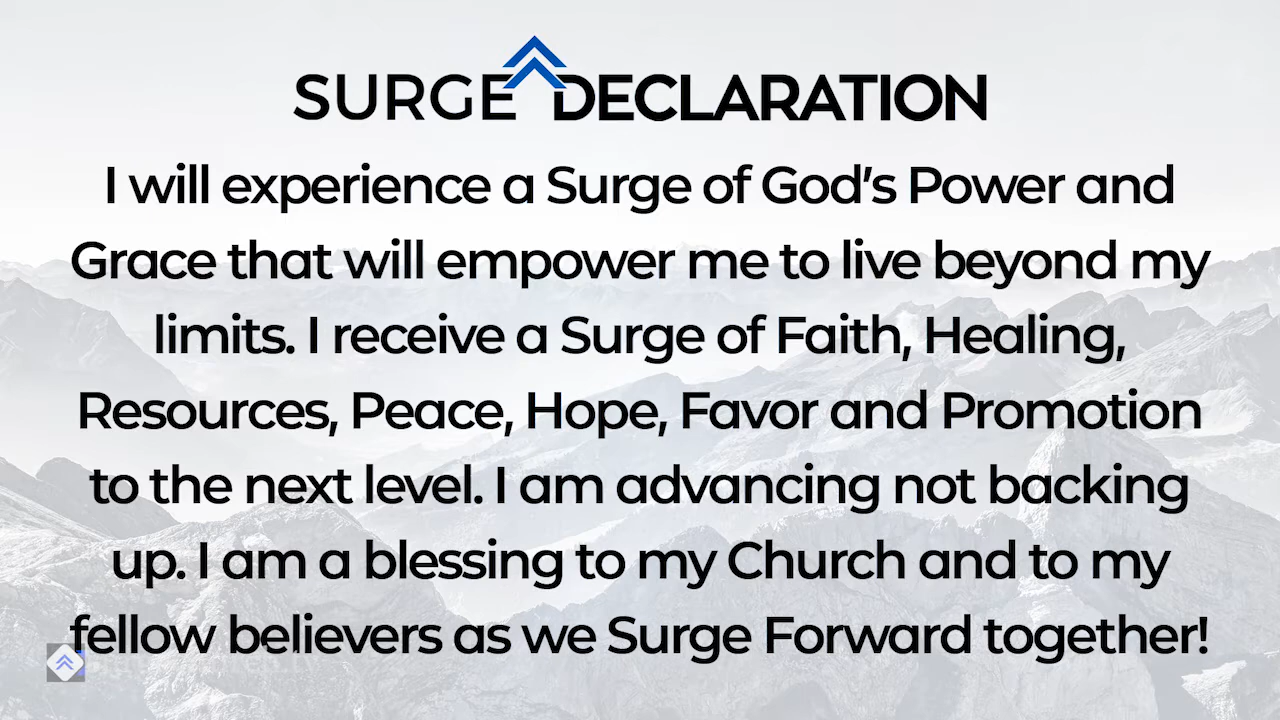 SURGE DECLARATION
I will experience a Surge of God's Power and
Grace that will empower me to live beyond my
limits. I receive a Surge of Faith, Healing,
Resources, Peace, Hope, Favor and Promotion
to the next level. I am advancing not backing
up. I am a blessing to my Church and to my
fellow believers as we Surge Forward together!